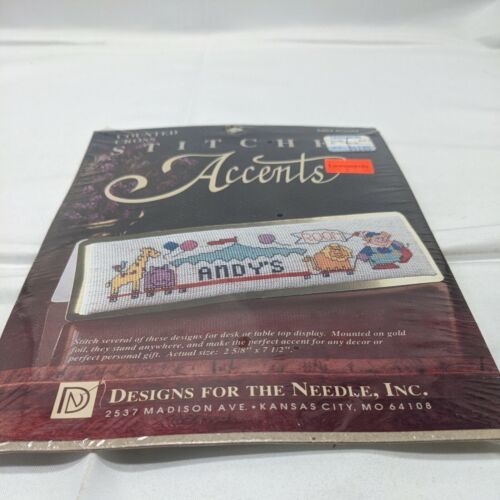 COUNTED
CROSS
STITCHED
Accents
ROOM
ANDY'S
Stitch several of these designs for desk or table top display. Mounted on gold
foil, they stand anywhere, and make the perfect accent for any decor or
perfect personal gift. Actual size: 2 5/8" x 7 1/2".
DESIGNS FOR THE NEEDLE, INC.
2537 MADISON AVE. • KANSAS CITY, MO 64108